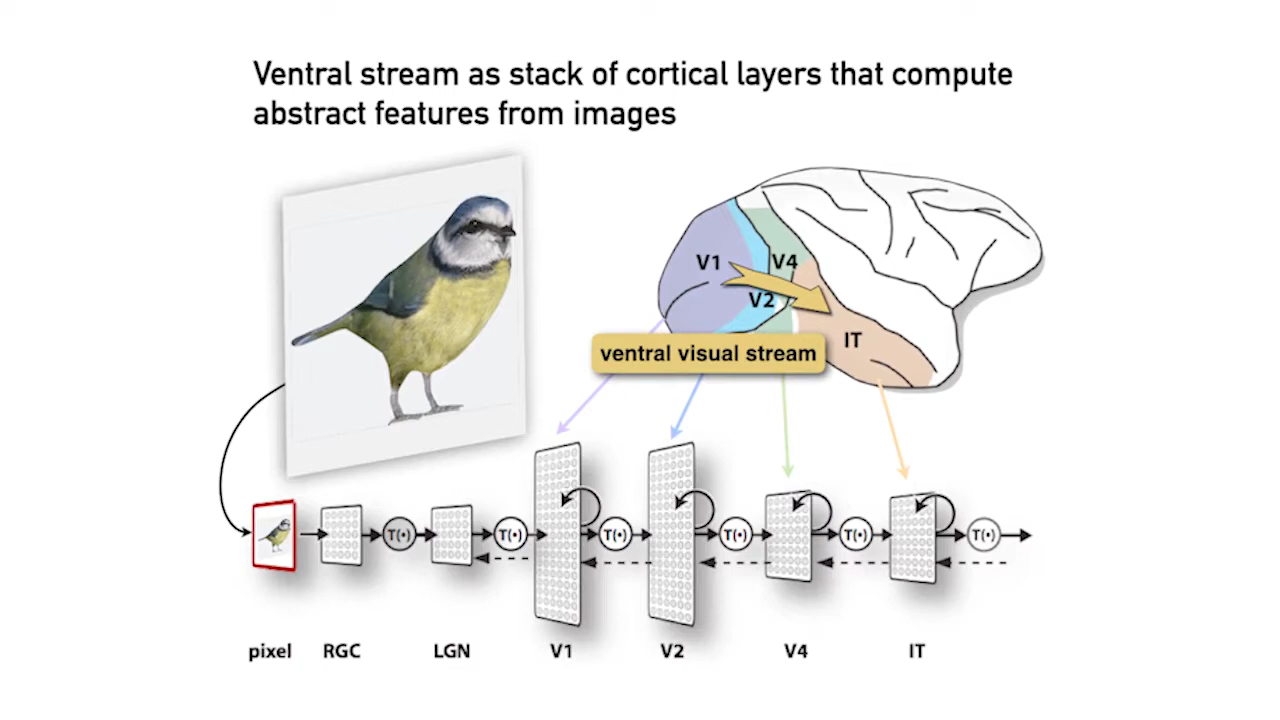 Ventral stream as stack of cortical layers that compute
abstract features from images
V1
V4
V2
IT
ventral visual stream
T(•) T(•) T(•) T(•) T(•) T(•)
pixel RGC LGN V1 V2 V4 IT